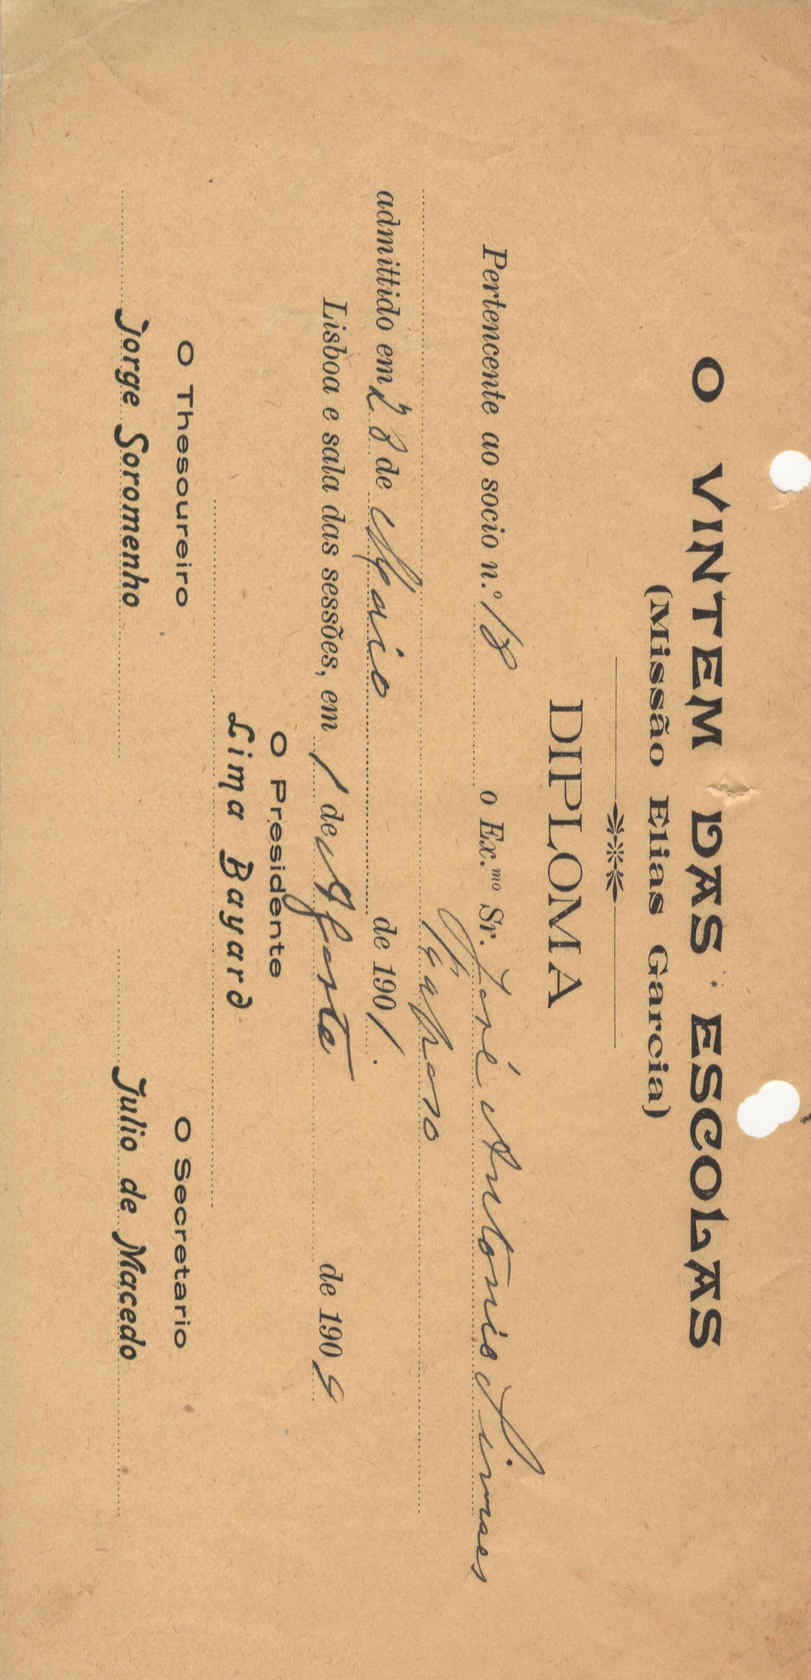 O VINTEM DAS ESCOLAS
(Missão Elias Garcia)
DIPLOMA
Pertencente ao socio n.º 18 o Ex.mo Sr. José Antonio Simões
Raposo
admittido em 28 de Maio de 1901.
Lisboa e sala das sessões, em 1 de Agosto de 1904
O Presidente
Lima Bayard
O Thesoureiro O Secretario
Jorge Soromenho Julio de Macedo